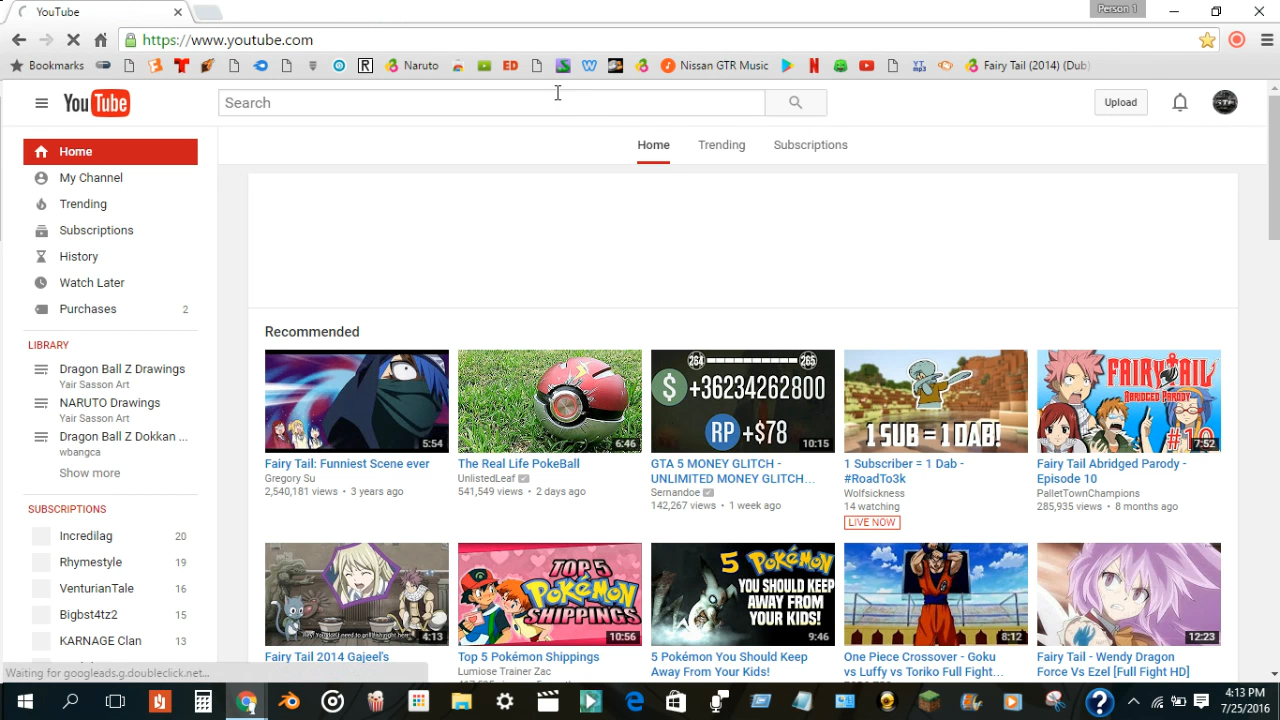 YouTube
Person 1
https://www.youtube.com
Bookmarks
R
Naruto
ED
W
Nissan GTR Music
N
YT mp3
Fairy Tail (2014) (Dub)
YouTube
Search
Upload
Home
Trending
Subscriptions
Home
My Channel
Trending
Subscriptions
History
Watch Later
Purchases 2
LIBRARY
Dragon Ball Z Drawings
Yair Sasson Art
NARUTO Drawings
Yair Sasson Art
Dragon Ball Z Dokkan ...
wbangca
Show more
SUBSCRIPTIONS
Incredilag 20
Rhymestyle 19
VenturianTale 16
Bigbst4tz2 15
KARNAGE Clan 13
Recommended
5:54
Fairy Tail: Funniest Scene ever
Gregory Su
2,540,181 views • 3 years ago
6:46
The Real Life PokeBall
UnlistedLeaf
541,549 views • 2 days ago
264 265
$ +36234262800
RP +$78
10:15
GTA 5 MONEY GLITCH -
UNLIMITED MONEY GLITCH...
Sernandoe
142,267 views • 1 week ago
1 SUB = 1 DAB!
1 Subscriber = 1 Dab -
#RoadTo3k
Wolfsickness
14 watching
LIVE NOW
FAIRY TAIL
ABRIDGED PARODY
#10
7:52
Fairy Tail Abridged Parody -
Episode 10
PalletTownChampions
285,935 views • 8 months ago
4:13
Fairy Tail 2014 Gajeel's
TOP 5
POKéMON
SHIPPINGS
10:56
Top 5 Pokémon Shippings
Lumiose Trainer Zac
5 POKéMON
YOU SHOULD KEEP
AWAY FROM
YOUR KIDS!
9:46
5 Pokémon You Should Keep
Away From Your Kids!
8:12
One Piece Crossover - Goku
vs Luffy vs Toriko Full Fight...
12:23
Fairy Tail - Wendy Dragon
Force Vs Ezel [Full Fight HD]
Waiting for googleads.g.doubleclick.net...
4:13 PM
7/25/2016